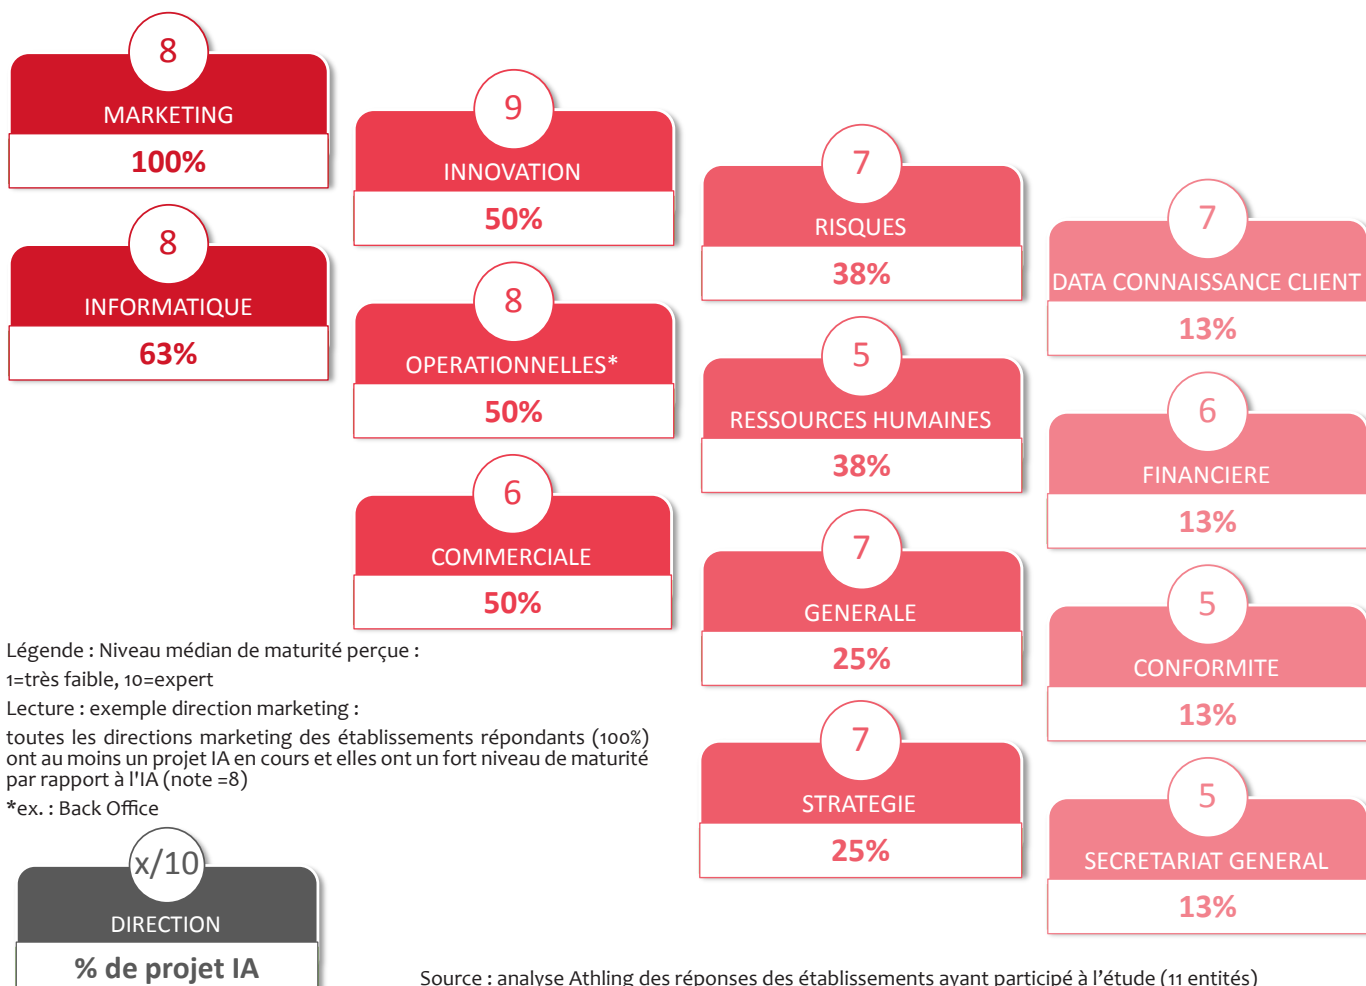 8
MARKETING
100%
8
INFORMATIQUE
63%
9
INNOVATION
50%
8
OPERATIONNELLES*
50%
6
COMMERCIALE
50%
7
RISQUES
38%
5
RESSOURCES HUMAINES
38%
7
GENERALE
25%
7
STRATEGIE
25%
7
DATA CONNAISSANCE CLIENT
13%
6
FINANCIERE
13%
5
CONFORMITE
13%
5
SECRETARIAT GENERAL
13%
Légende : Niveau médian de maturité perçue :
1=très faible, 10=expert
Lecture : exemple direction marketing :
toutes les directions marketing des établissements répondants (100%)
ont au moins un projet IA en cours et elles ont un fort niveau de maturité
par rapport à l'IA (note =8)
*ex. : Back Office
x/10
DIRECTION
% de projet IA
Source : analyse Athling des réponses des établissements ayant participé à l’étude (11 entités)